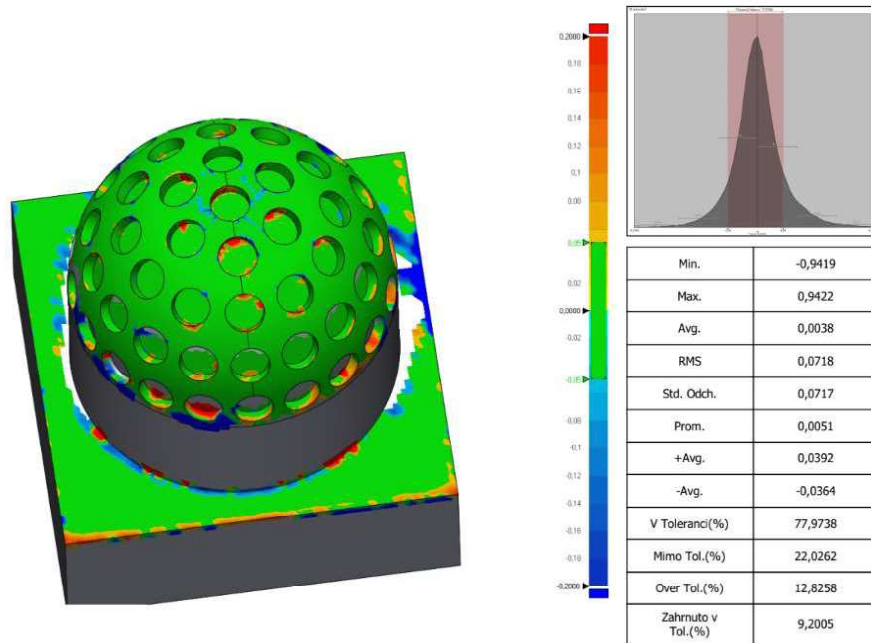 0,2000
0,18
0,16
0,14
0,12
0,1
0,05
0,02
0,0000
-0,02
-0,05
-0,08
-0,1
-0,12
-0,14
-0,16
-0,18
-0,2000
Min. -0,9419
Max. 0,9422
Avg. 0,0038
RMS 0,0718
Std. Odch. 0,0717
Prom. 0,0051
+Avg. 0,0392
-Avg. -0,0364
V Toleranci(%) 77,9738
Mimo Tol.(%) 22,0262
Over Tol.(%) 12,8258
Zahrnuto v
Tol.(%) 9,2005